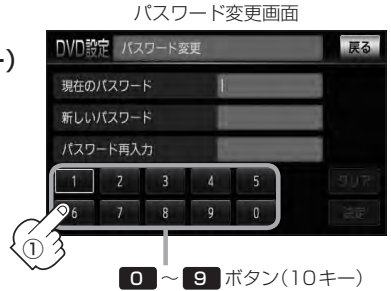 パスワード変更画面
-)
DVD設定 パスワード変更 戻る
現在のパスワード
新しいパスワード
パスワード再入力
1 2 3 4 5 クリア
6 7 8 9 0 決定
①
0 ～ 9 ボタン(10キー)